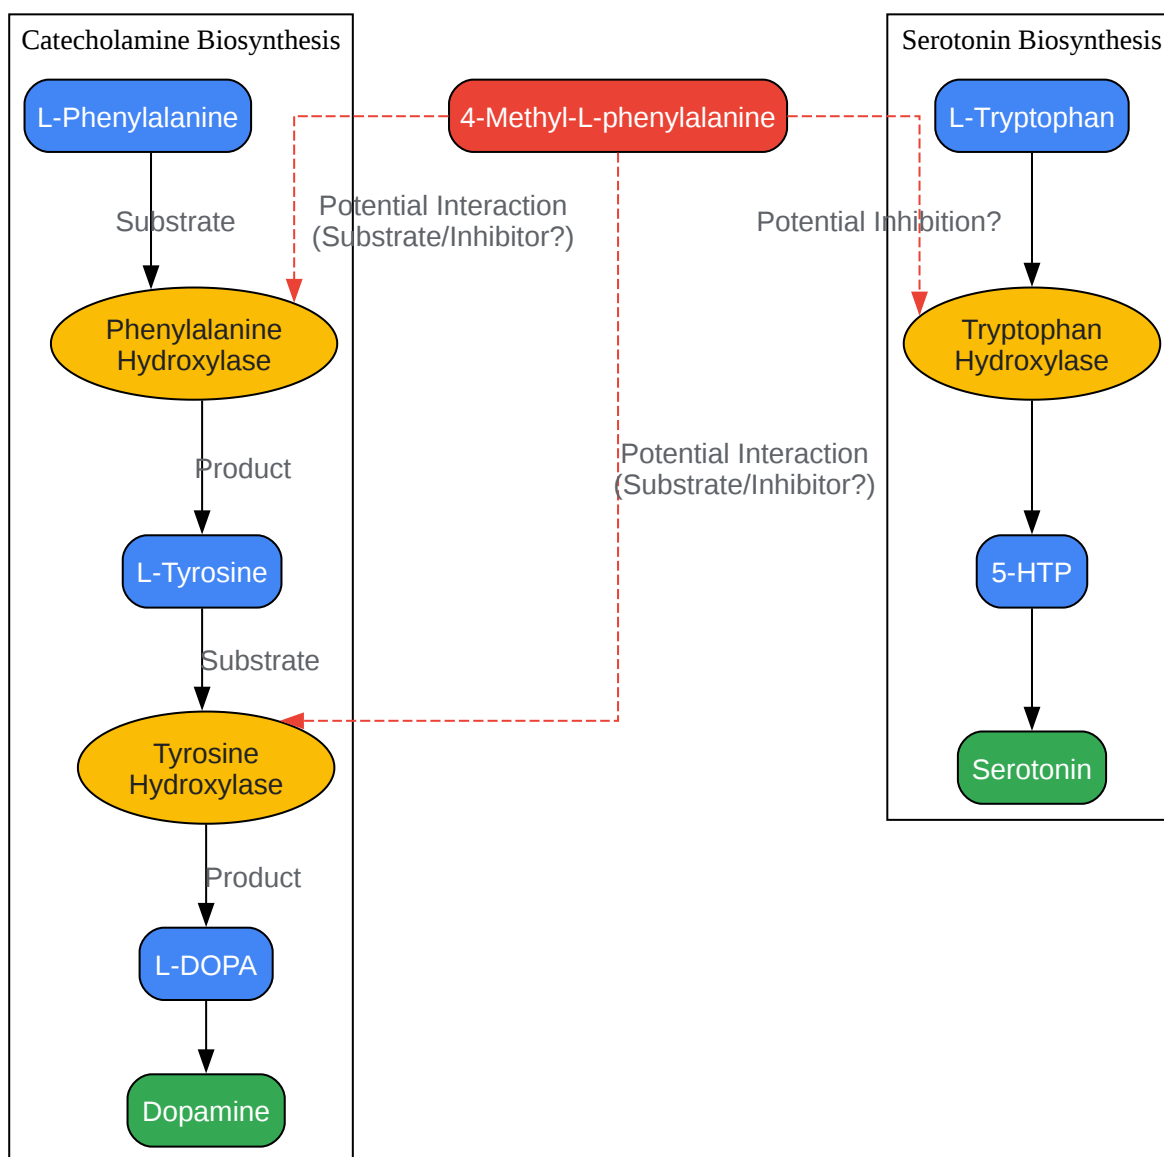 Catecholamine Biosynthesis
L-Phenylalanine
Substrate
Phenylalanine
Hydroxylase
Product
L-Tyrosine
Substrate
Tyrosine
Hydroxylase
Product
L-DOPA
Dopamine
4-Methyl-L-phenylalanine
Potential Interaction
(Substrate/Inhibitor?)
Potential Interaction
(Substrate/Inhibitor?)
Potential Inhibition?
Serotonin Biosynthesis
L-Tryptophan
Tryptophan
Hydroxylase
5-HTP
Serotonin